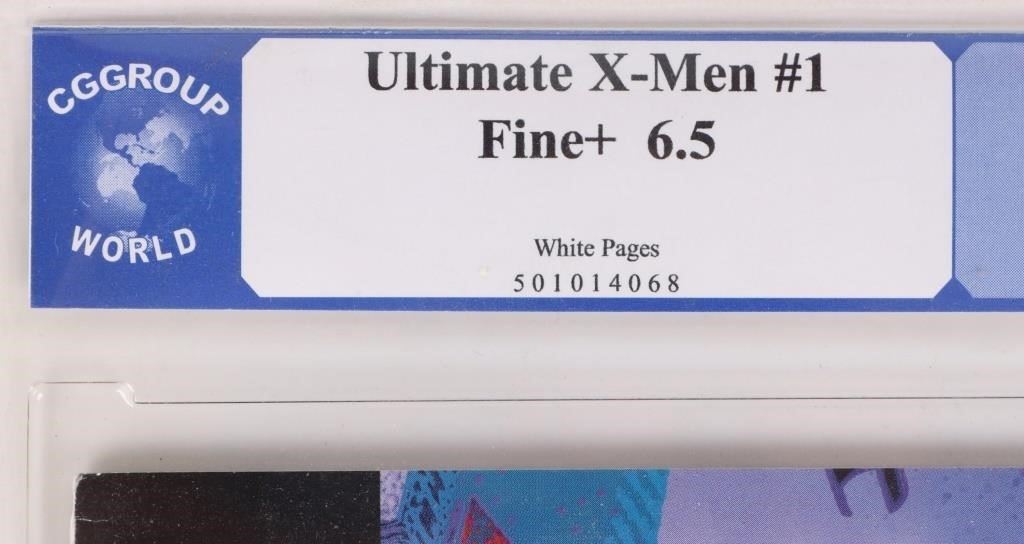 CGGROUP
WORLD
Ultimate X-Men #1
Fine+ 6.5
White Pages
501014068